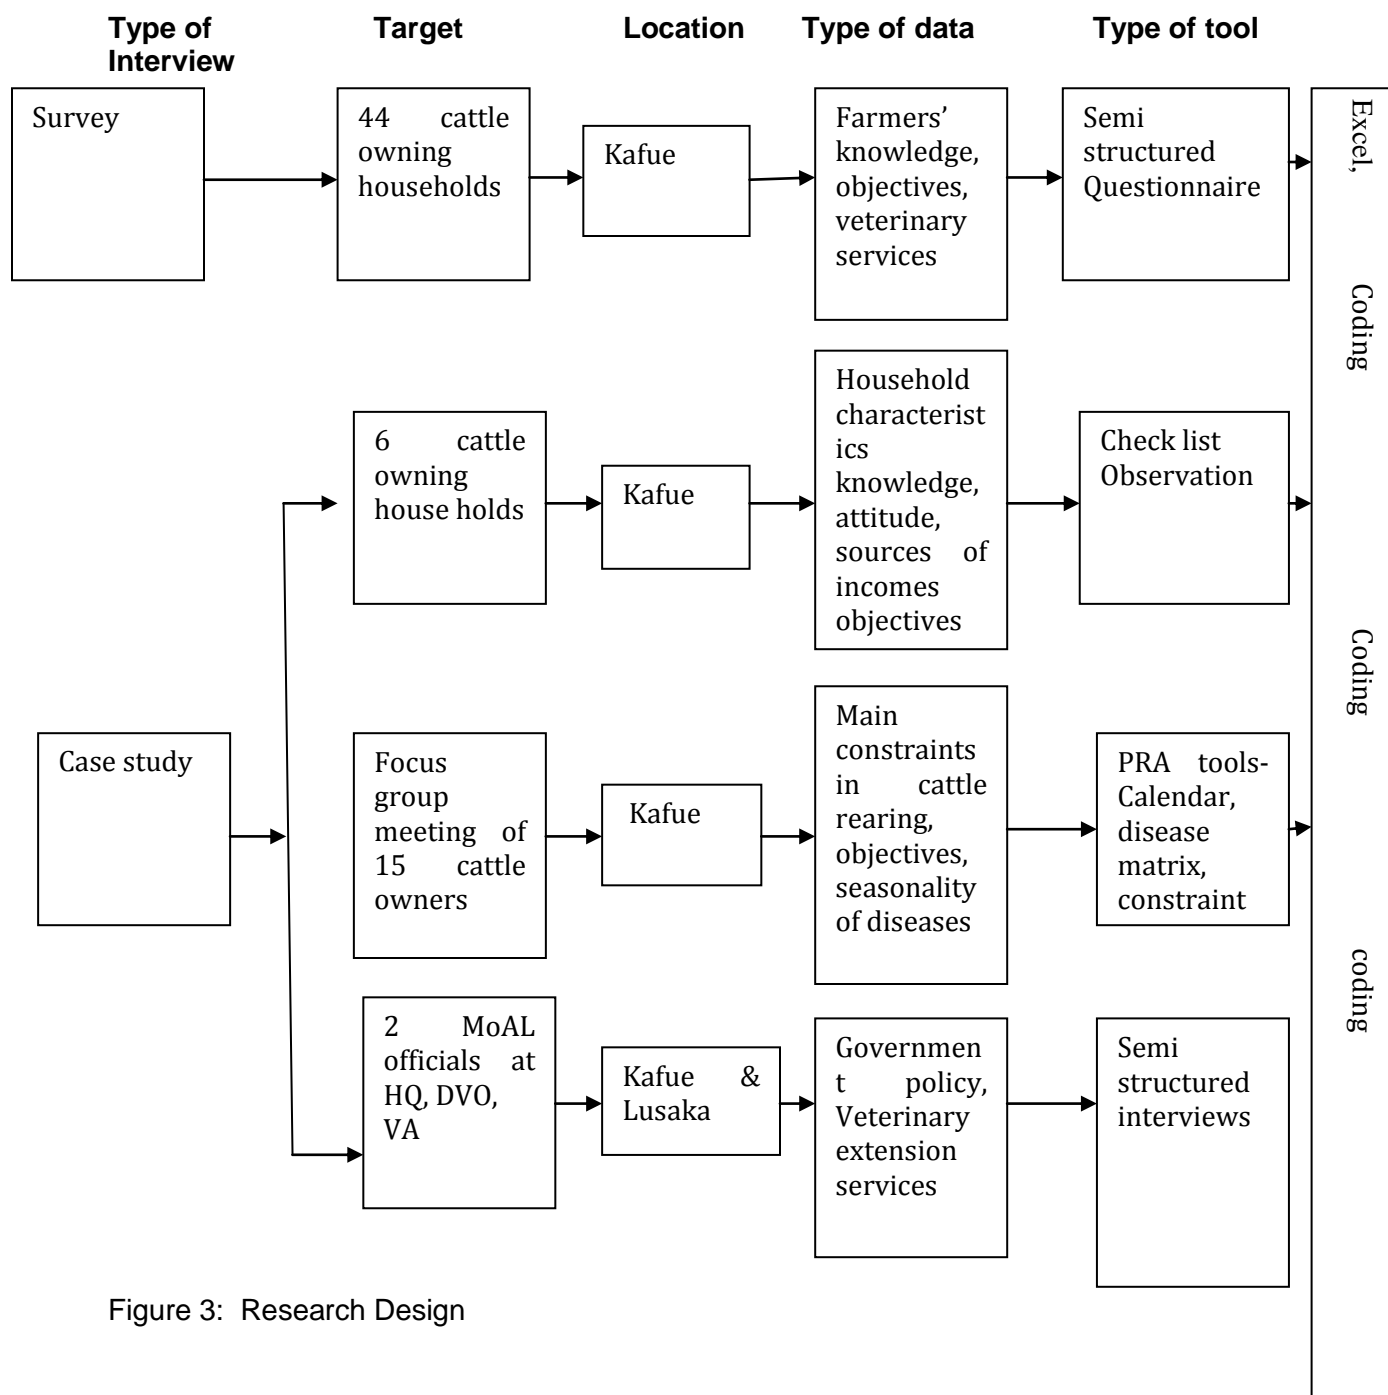 Type of
Interview
Target
Location
Type of data
Type of tool
Survey
44 cattle
owning
households
Kafue
Farmers'
knowledge,
objectives,
veterinary
services
Semi
structured
Questionnaire
Excel,
6 cattle
owning
house holds
Kafue
Household
characterist
ics
knowledge,
attitude,
sources of
incomes
objectives
Check list
Observation
Coding
Case study
Focus
group
meeting of
15 cattle
owners
Kafue
Main
constraints
in cattle
rearing,
objectives,
seasonality
of diseases
PRA tools-
Calendar,
disease
matrix,
constraint
Coding
2 MoAL
officials at
HQ, DVO,
VA
Kafue &
Lusaka
Governmen
t policy,
Veterinary
extension
services
Semi
structured
interviews
coding
Figure 3: Research Design